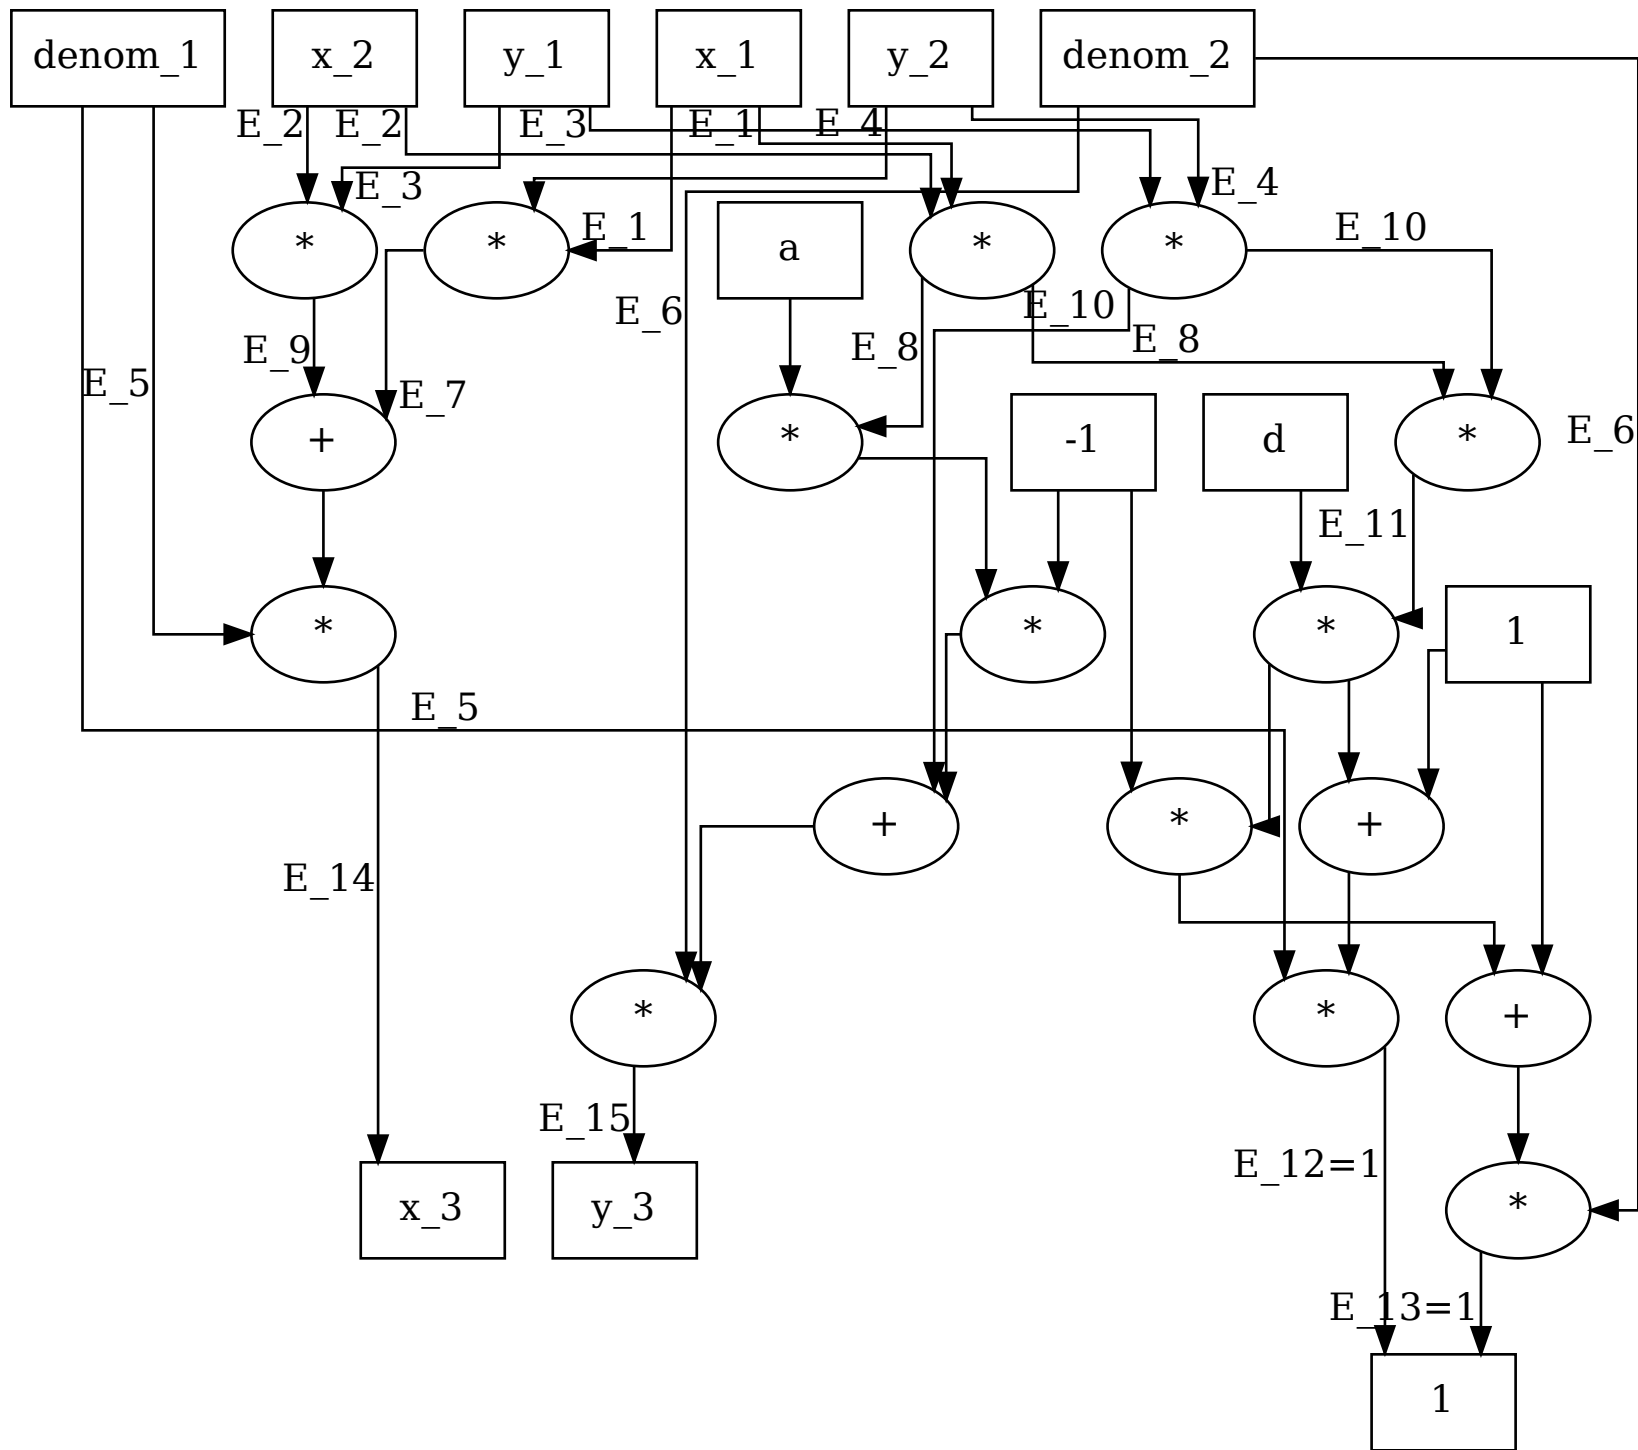 denom_1 x_2 y_1 x_1 y_2 denom_2
E_2 E_2 E_3 E_1 E_4
E_3 E_4
* * E_1 a * * E_10
E_6 E_10
E_9 E_8 E_8
E_5 E_7
+ * -1 d * E_6
E_11
* * * 1
E_5
+ * +
E_14
* * +
E_15
E_12=1
x_3 y_3 *
E_13=1
1